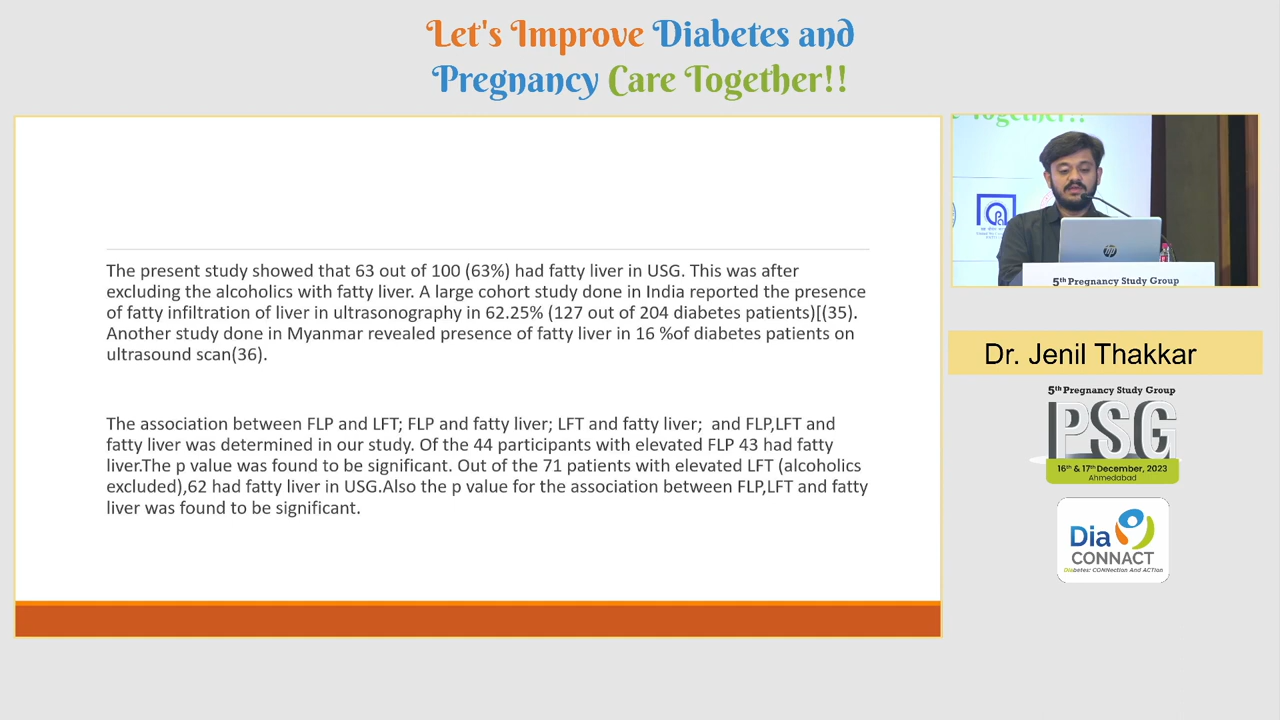 Let's Improve Diabetes and
Pregnancy Care Together!!
The present study showed that 63 out of 100 (63%) had fatty liver in USG. This was after
excluding the alcoholics with fatty liver. A large cohort study done in India reported the presence
of fatty infiltration of liver in ultrasonography in 62.25% (127 out of 204 diabetes patients)[(35).
Another study done in Myanmar revealed presence of fatty liver in 16 %of diabetes patients on
ultrasound scan(36).
The association between FLP and LFT; FLP and fatty liver; LFT and fatty liver;  and FLP,LFT and
fatty liver was determined in our study. Of the 44 participants with elevated FLP 43 had fatty
liver.The p value was found to be significant. Out of the 71 patients with elevated LFT (alcoholics
excluded),62 had fatty liver in USG.Also the p value for the association between FLP,LFT and fatty
liver was found to be significant.
e Together!!
hp
5th Pregnancy Study Group
Dr. Jenil Thakkar
5th Pregnancy Study Group
PSG
16th & 17th December, 2023
Ahmedabad
Dia
CONNACT
Diabetes: CONNection And ACTion